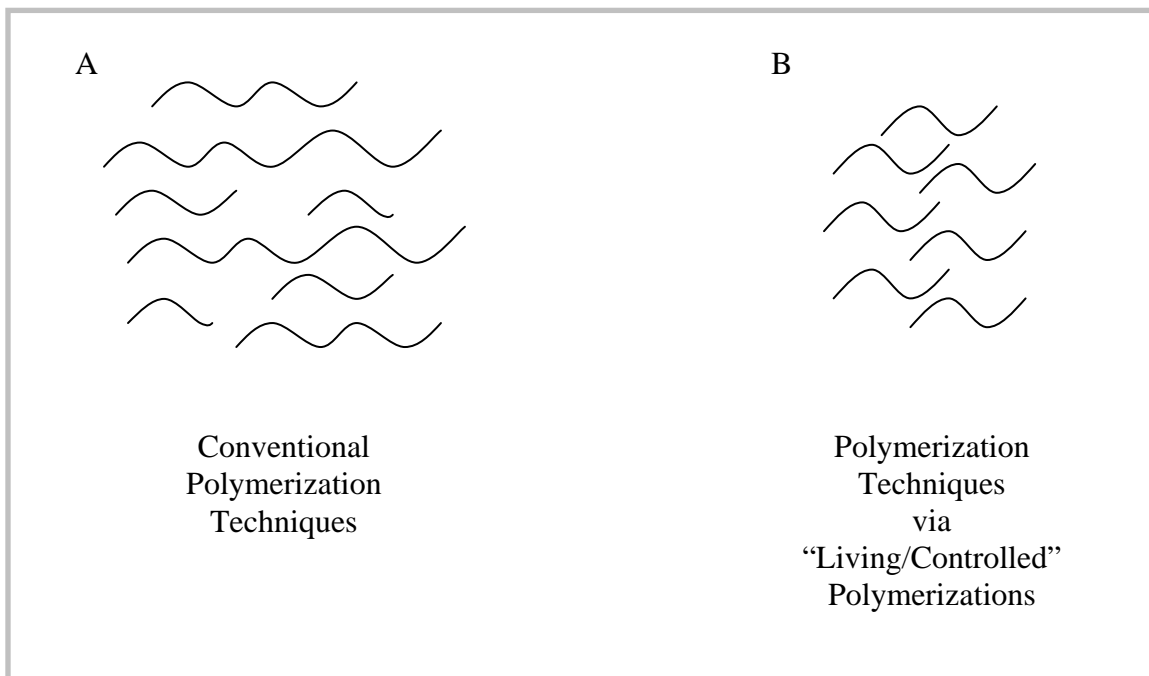 A
B
Conventional
Polymerization
Techniques
Polymerization
Techniques
via
“Living/Controlled”
Polymerizations